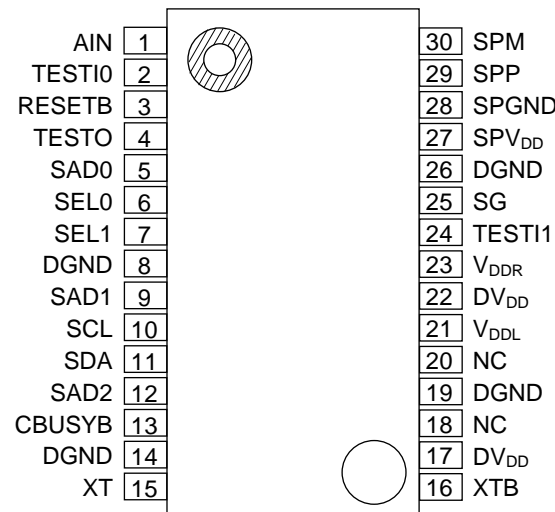 AIN 1 30 SPM
TESTI0 2 29 SPP
RESETB 3 28 SPGND
TESTO 4 27 SPVDD
SAD0 5 26 DGND
SEL0 6 25 SG
SEL1 7 24 TESTI1
DGND 8 23 VDDR
SAD1 9 22 DVDD
SCL 10 21 VDDL
SDA 11 20 NC
SAD2 12 19 DGND
CBUSYB 13 18 NC
DGND 14 17 DVDD
XT 15 16 XTB